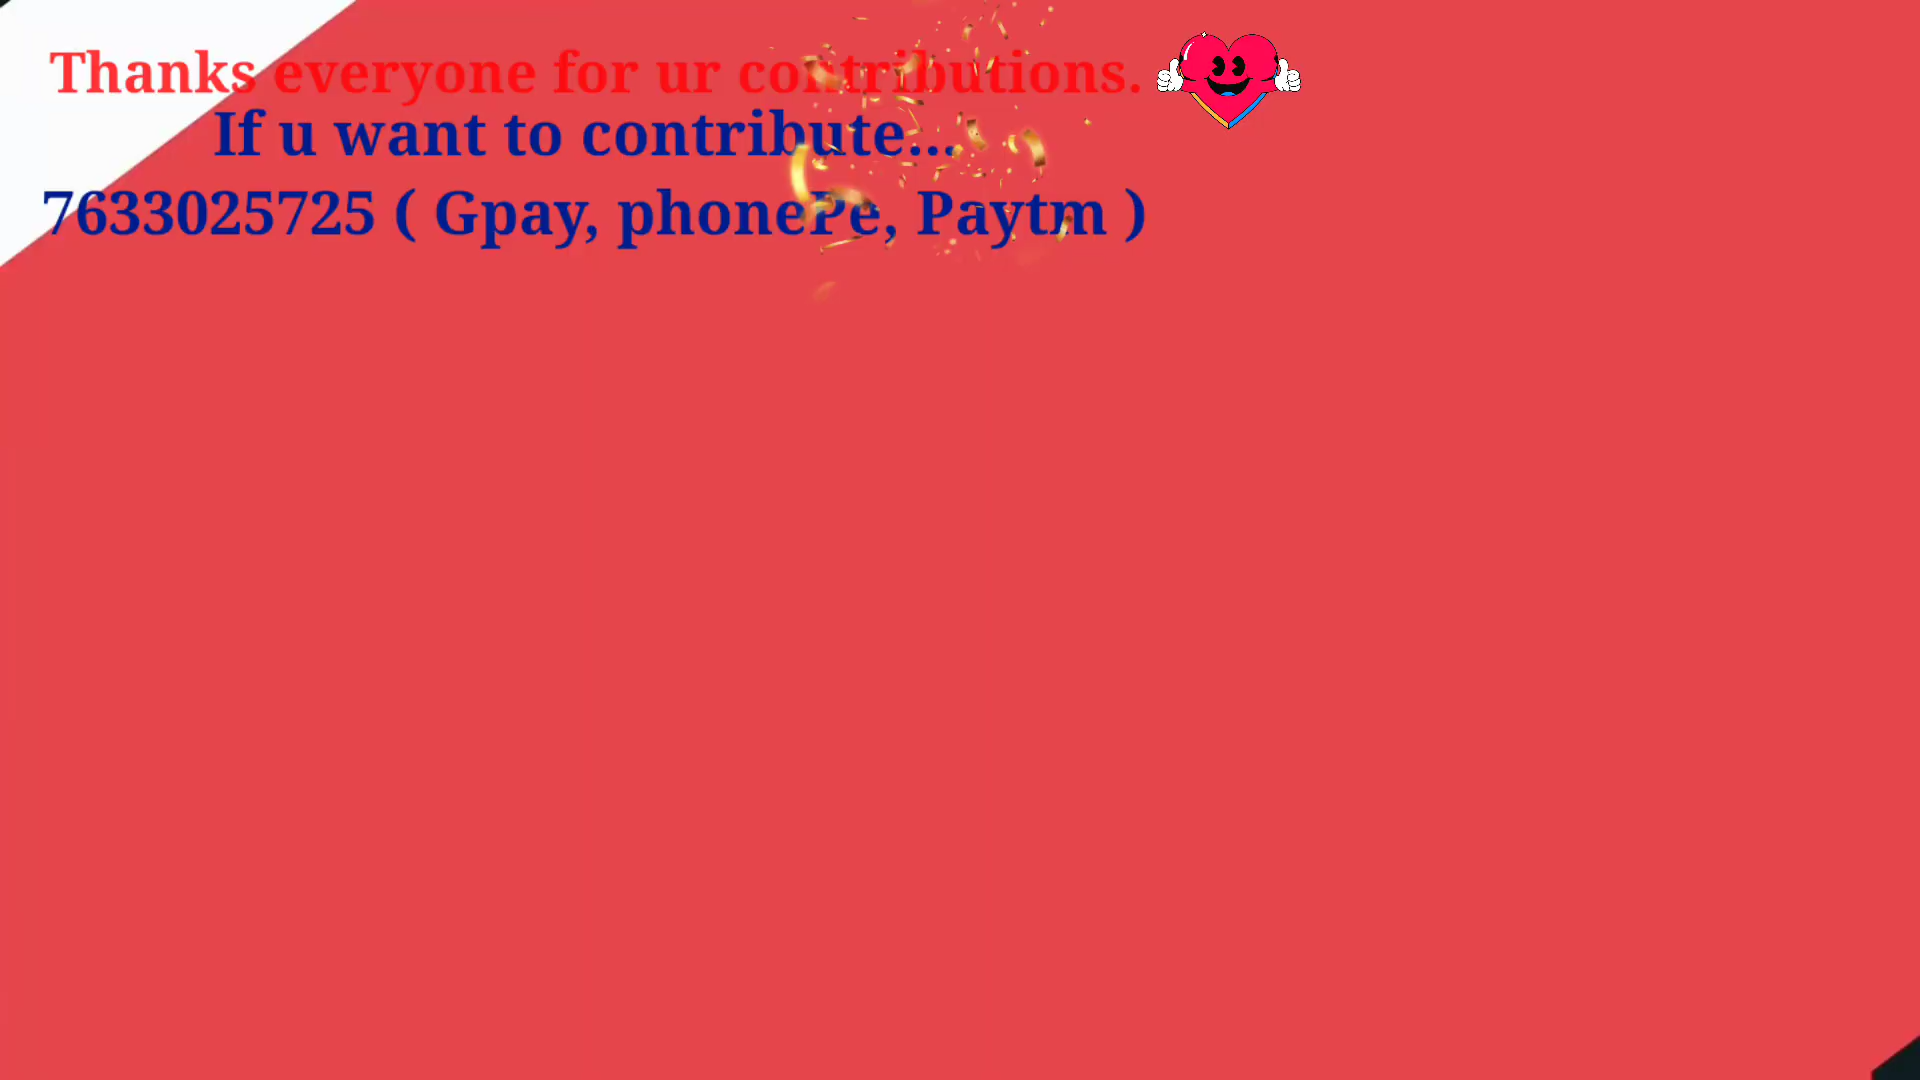 Thanks everyone for ur contributions.
If u want to contribute...
7633025725 ( Gpay, phonePe, Paytm )